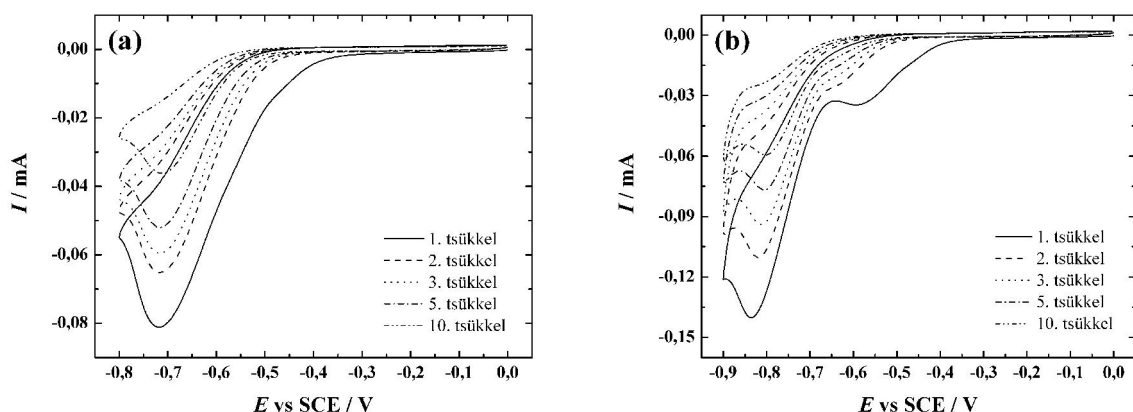 (a)
0,00
-0,02
-0,04
-0,06
-0,08
I / mA
-0,8 -0,7 -0,6 -0,5 -0,4 -0,3 -0,2 -0,1 0,0
E vs SCE / V
1. tsükkel
2. tsükkel
3. tsükkel
5. tsükkel
10. tsükkel
(b)
0,00
-0,03
-0,06
-0,09
-0,12
-0,15
I / mA
-0,9 -0,8 -0,7 -0,6 -0,5 -0,4 -0,3 -0,2 -0,1 0,0
E vs SCE / V
1. tsükkel
2. tsükkel
3. tsükkel
5. tsükkel
10. tsükkel